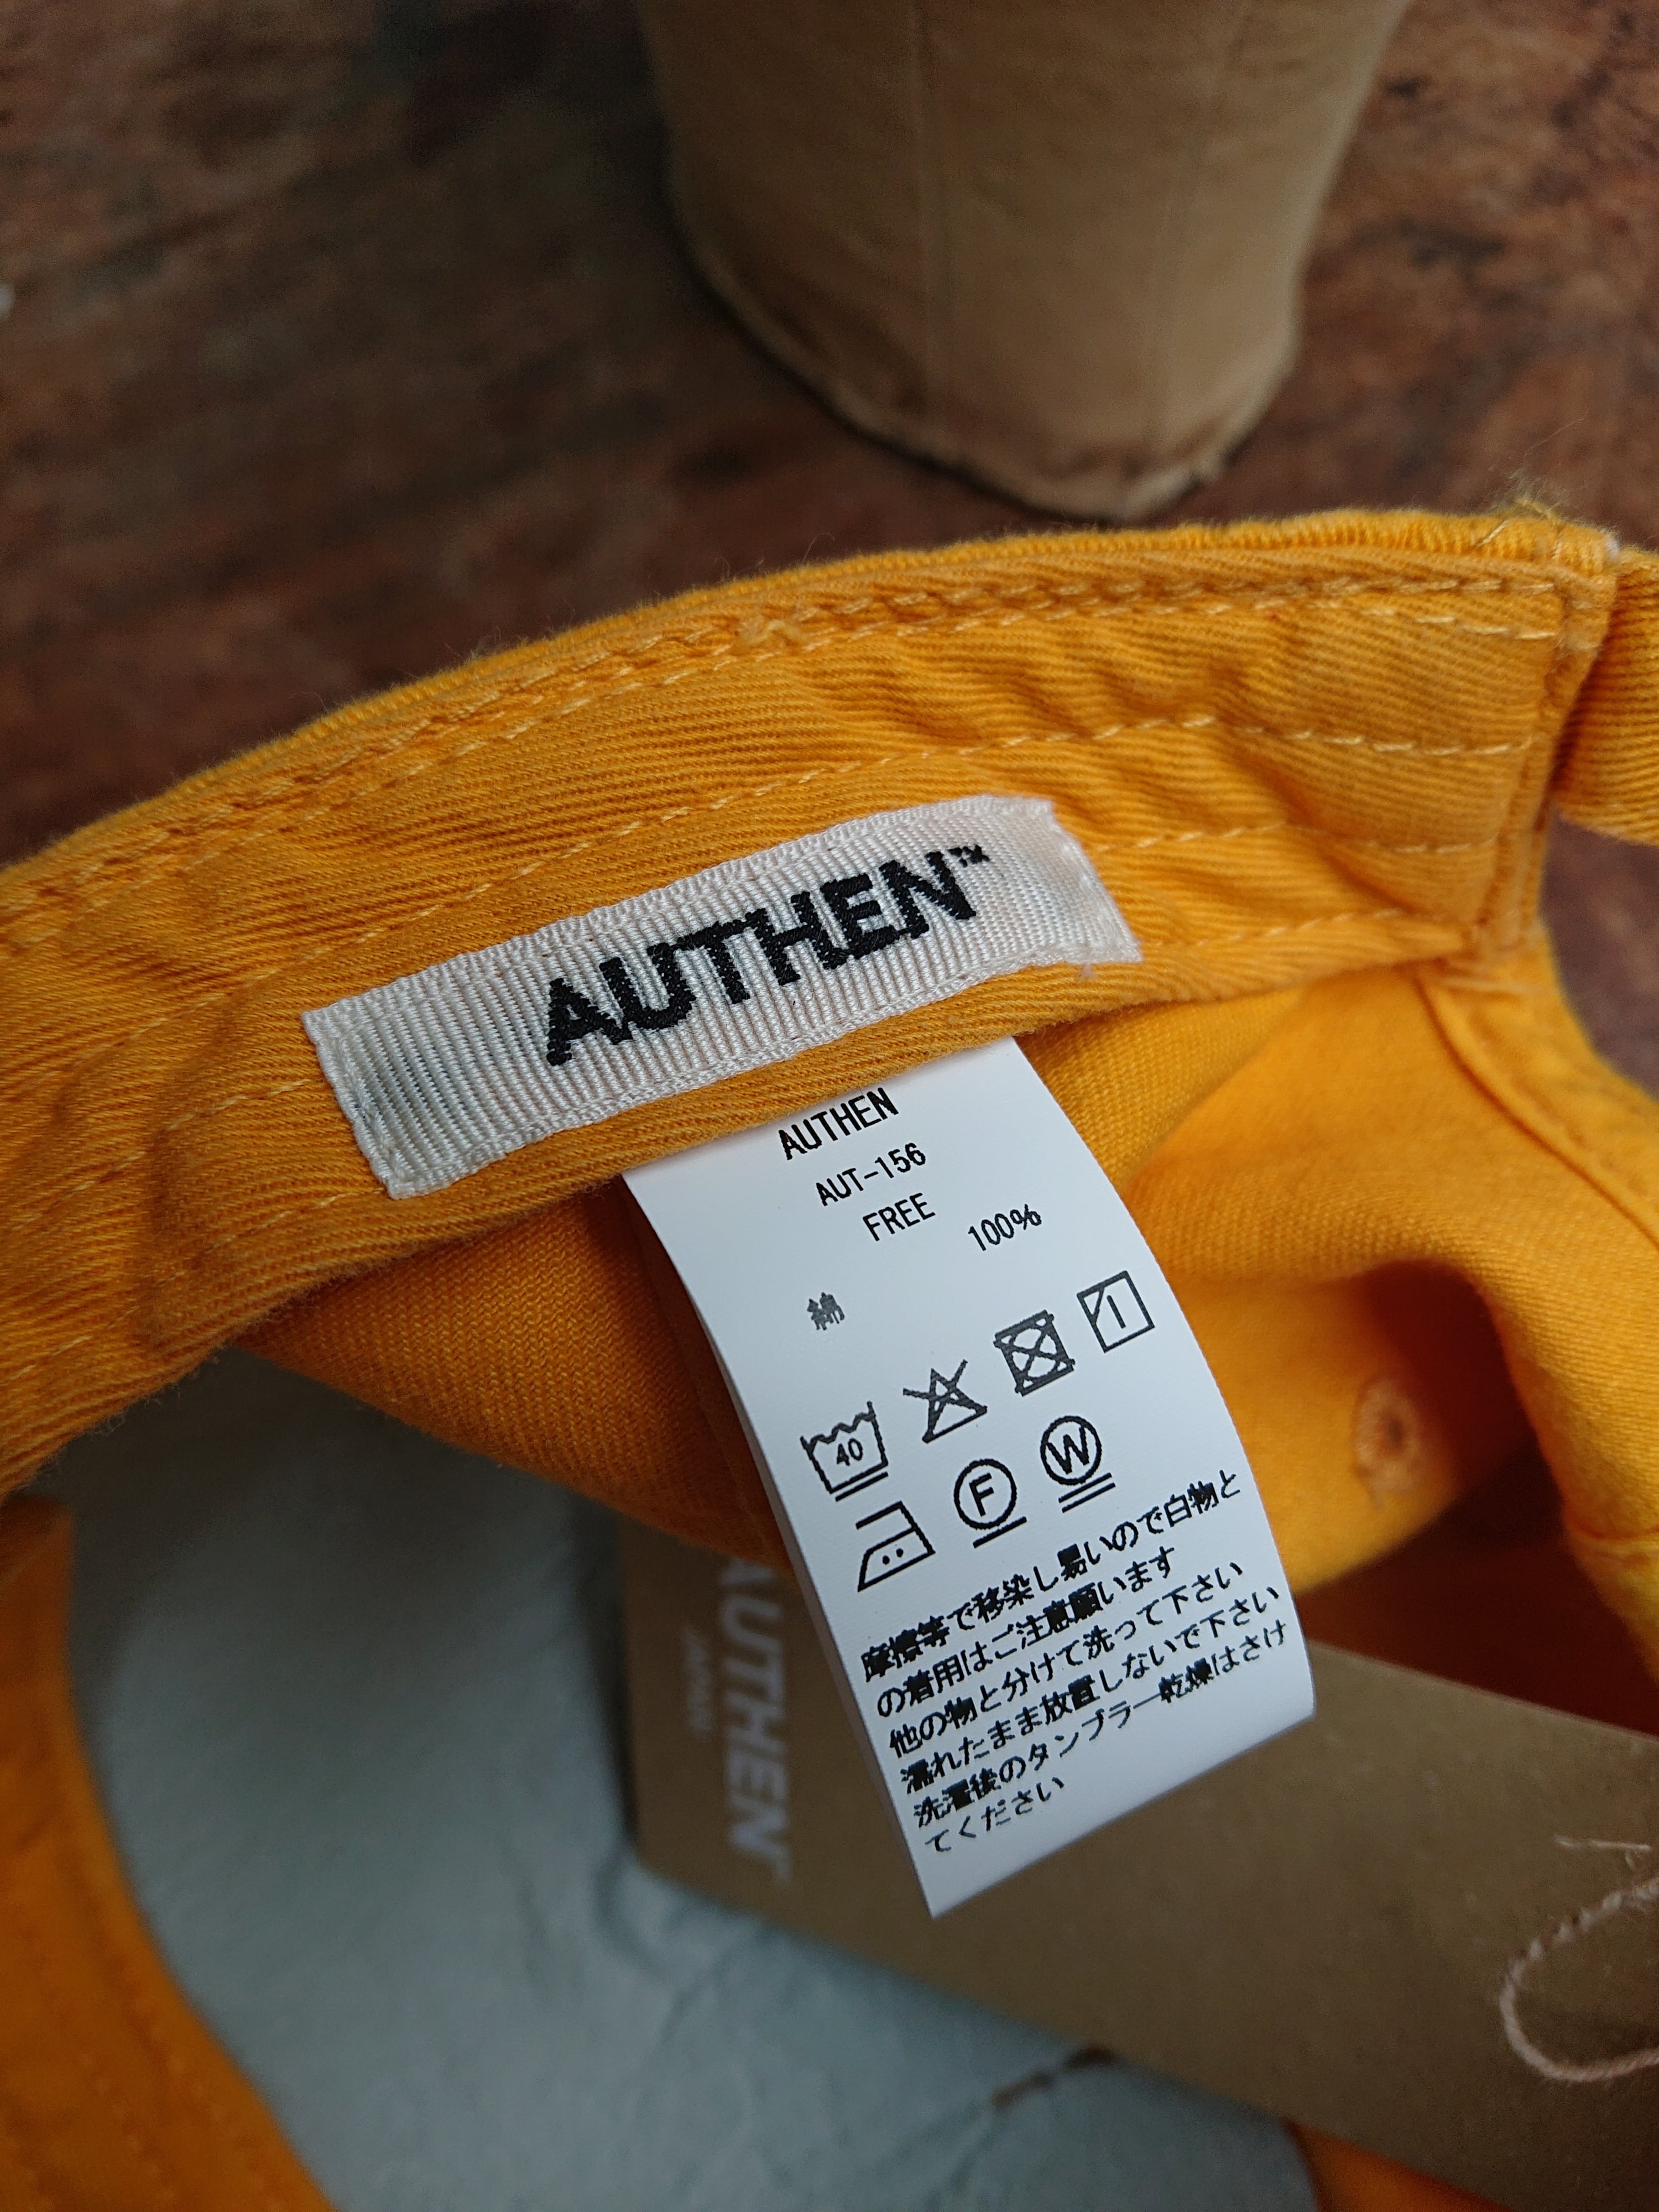 AUTHEN™
AUTHEN
AUT-156
FREE
綿 100%
40
F W
摩擦等で移染し易いので白物と
の着用はご注意願います
他の物と分けて洗って下さい
濡れたまま放置しないで下さい
洗濯後のタンブラー乾燥はさけ
てください
AUTHEN